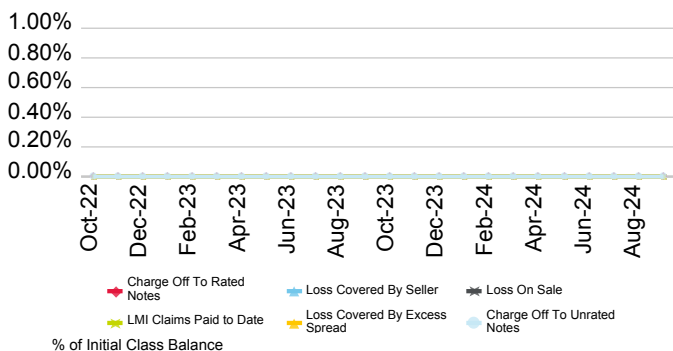 1.00%
0.80%
0.60%
0.40%
0.20%
0.00%
Oct-22
Dec-22
Feb-23
Apr-23
Jun-23
Aug-23
Oct-23
Dec-23
Feb-24
Apr-24
Jun-24
Aug-24
Charge Off To Rated
Notes
Loss Covered By Seller
Loss On Sale
LMI Claims Paid to Date
Loss Covered By Excess
Spread
Charge Off To Unrated
Notes
% of Initial Class Balance